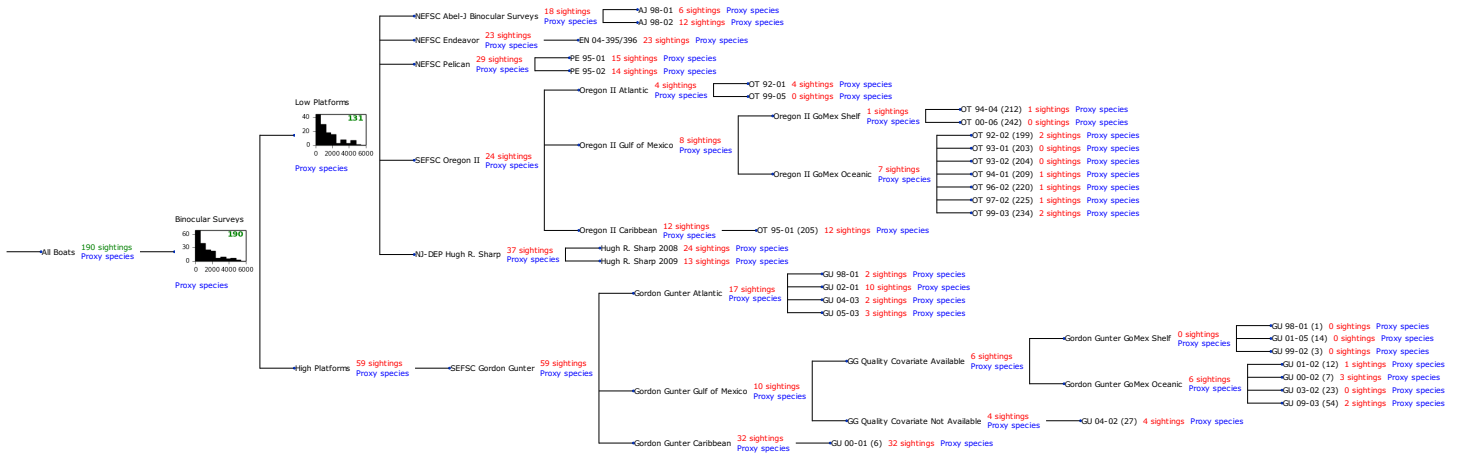 NEFSC Abel-J Binocular Surveys 18 sightings Proxy species
AJ 98-01 6 sightings Proxy species
AJ 98-02 12 sightings Proxy species
NEFSC Endeavor 23 sightings Proxy species
EN 04-395/396 23 sightings Proxy species
NEFSC Pelican 29 sightings Proxy species
PE 95-01 15 sightings Proxy species
PE 95-02 14 sightings Proxy species
Oregon II Atlantic 4 sightings Proxy species
OT 92-01 4 sightings Proxy species
OT 99-05 0 sightings Proxy species
Low Platforms
131
40
20
0
0 2000 4000 6000
Proxy species
Oregon II GoMex Shelf 1 sightings Proxy species
OT 94-04 (212) 1 sightings Proxy species
OT 00-06 (242) 0 sightings Proxy species
SEFSC Oregon II 24 sightings Proxy species
Oregon II Gulf of Mexico 8 sightings Proxy species
Oregon II GoMex Oceanic 7 sightings Proxy species
OT 92-02 (199) 2 sightings Proxy species
OT 93-01 (203) 0 sightings Proxy species
OT 93-02 (204) 0 sightings Proxy species
OT 94-01 (209) 1 sightings Proxy species
OT 96-02 (220) 1 sightings Proxy species
OT 97-02 (225) 1 sightings Proxy species
OT 99-03 (234) 2 sightings Proxy species
Oregon II Caribbean 12 sightings Proxy species
OT 95-01 (205) 12 sightings Proxy species
All Boats 190 sightings Proxy species
Binocular Surveys
190
60
40
20
0
0 2000 4000 6000
Proxy species
NJ-DEP Hugh R. Sharp 37 sightings Proxy species
Hugh R. Sharp 2008 24 sightings Proxy species
Hugh R. Sharp 2009 13 sightings Proxy species
Gordon Gunter Atlantic 17 sightings Proxy species
GU 98-01 2 sightings Proxy species
GU 02-01 10 sightings Proxy species
GU 04-03 2 sightings Proxy species
GU 05-03 3 sightings Proxy species
High Platforms 59 sightings Proxy species
SEFSC Gordon Gunter 59 sightings Proxy species
Gordon Gunter Gulf of Mexico 10 sightings Proxy species
GG Quality Covariate Available 6 sightings Proxy species
Gordon Gunter GoMex Shelf 0 sightings Proxy species
GU 98-01 (1) 0 sightings Proxy species
GU 01-05 (14) 0 sightings Proxy species
GU 99-02 (3) 0 sightings Proxy species
Gordon Gunter GoMex Oceanic 6 sightings Proxy species
GU 01-02 (12) 1 sightings Proxy species
GU 00-02 (7) 3 sightings Proxy species
GU 03-02 (23) 0 sightings Proxy species
GU 09-03 (54) 2 sightings Proxy species
GG Quality Covariate Not Available 4 sightings Proxy species
GU 04-02 (27) 4 sightings Proxy species
Gordon Gunter Caribbean 32 sightings Proxy species
GU 00-01 (6) 32 sightings Proxy species